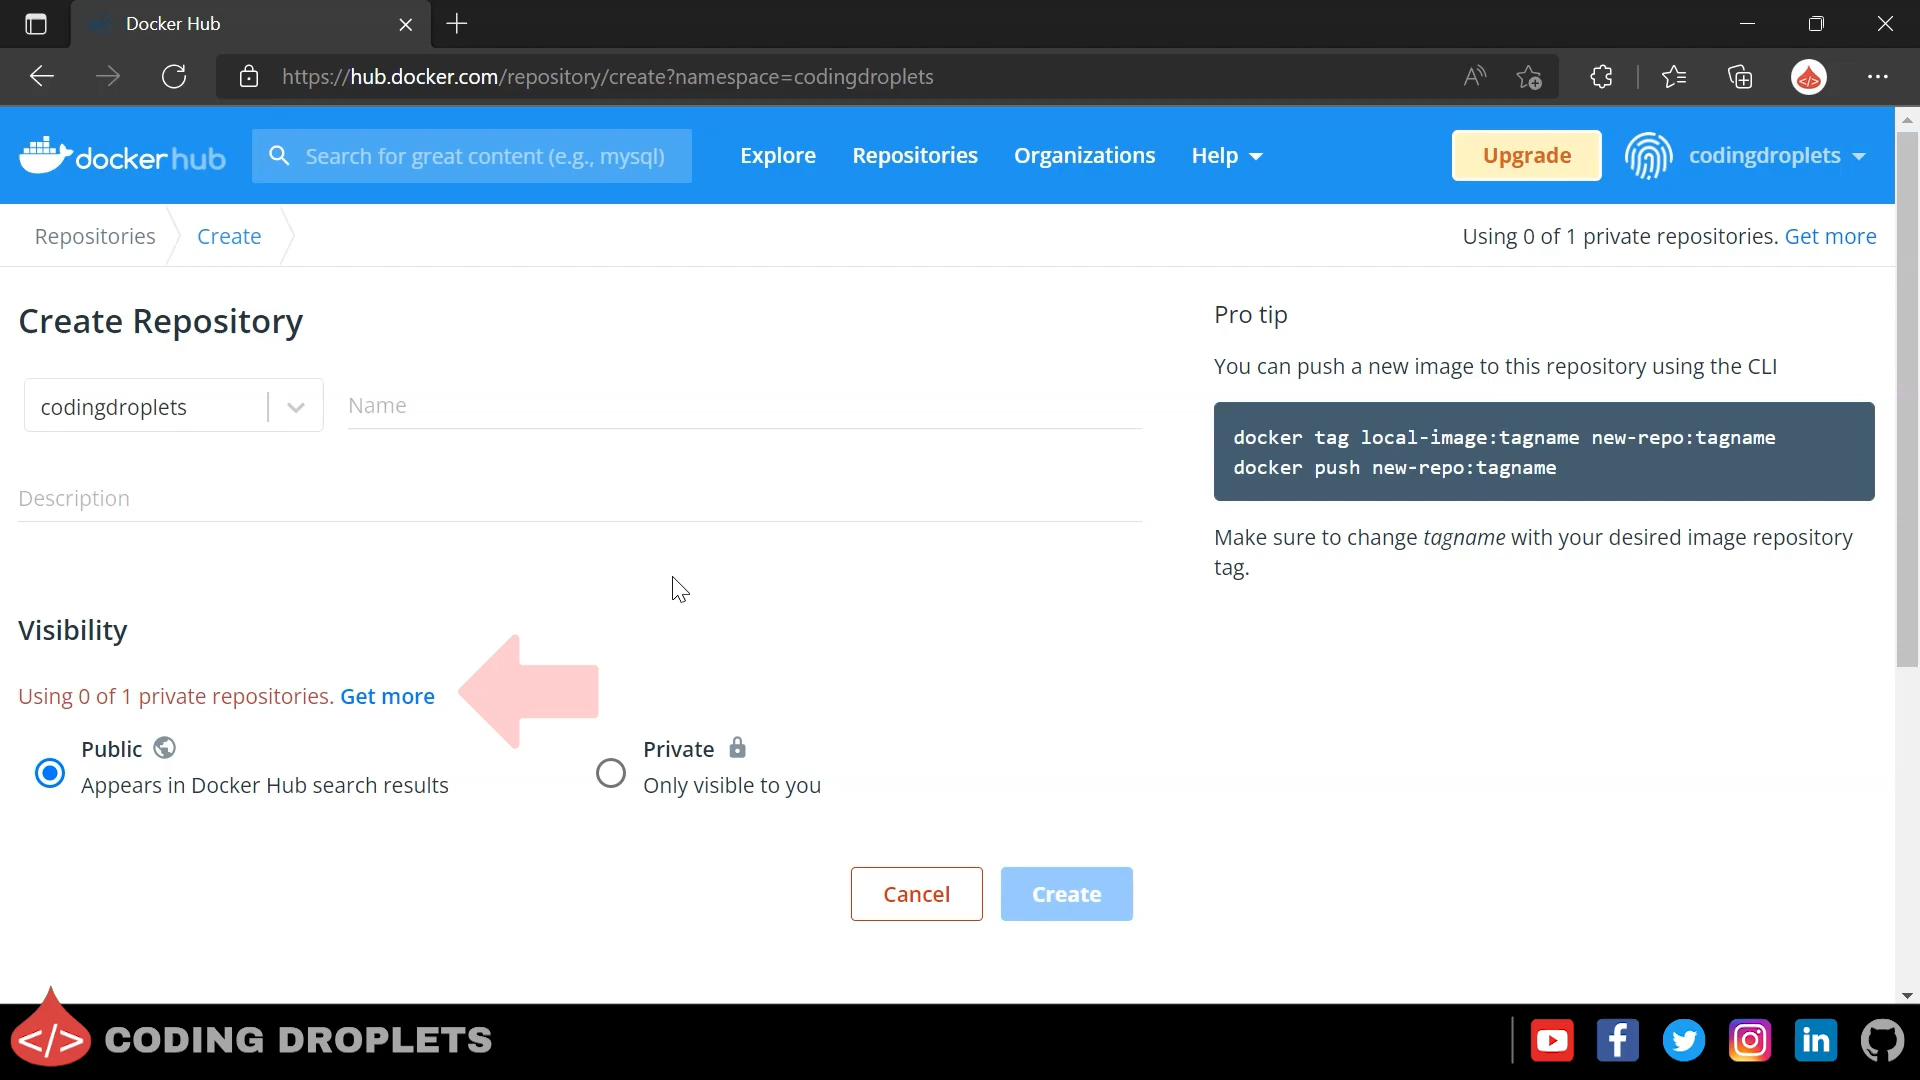 Docker Hub
https://hub.docker.com/repository/create?namespace=codingdroplets
docker hub
Search for great content (e.g., mysql)
Explore
Repositories
Organizations
Help
Upgrade
codingdroplets
Repositories
Create
Using 0 of 1 private repositories. Get more
Create Repository
codingdroplets
Name
Description
Pro tip
You can push a new image to this repository using the CLI
docker tag local-image:tagname new-repo:tagname
docker push new-repo:tagname
Make sure to change tagname with your desired image repository
tag.
Visibility
Using 0 of 1 private repositories. Get more
Public
Appears in Docker Hub search results
Private
Only visible to you
Cancel
Create
</> CODING DROPLETS